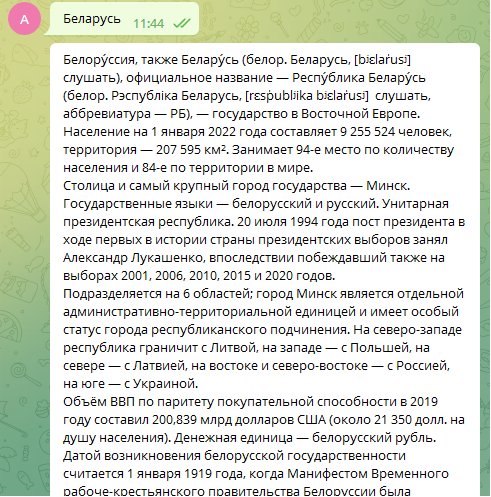 А
Беларусь 11:44
Белору́ссия, также Белару́сь (белор. Беларусь, [bʲɛlaˈrusʲ]
слушать), официальное название — Респу́блика Белару́сь
(белор. Рэспубліка Беларусь, [rɛsˈpublʲika bʲɛlaˈrusʲ] слушать,
аббревиатура — РБ), — государство в Восточной Европе.
Население на 1 января 2022 года составляет 9 255 524 человек,
территория — 207 595 км². Занимает 94-е место по количеству
населения и 84-е по территории в мире.
Столица и самый крупный город государства — Минск.
Государственные языки — белорусский и русский. Унитарная
президентская республика. 20 июля 1994 года пост президента в
ходе первых в истории страны президентских выборов занял
Александр Лукашенко, впоследствии побеждавший также на
выборах 2001, 2006, 2010, 2015 и 2020 годов.
Подразделяется на 6 областей; город Минск является отдельной
административно-территориальной единицей и имеет особый
статус города республиканского подчинения. На северо-западе
республика граничит с Литвой, на западе — с Польшей, на
севере — с Латвией, на востоке и северо-востоке — с Россией,
на юге — с Украиной.
Объём ВВП по паритету покупательной способности в 2019
году составил 200,839 млрд долларов США (около 21 350 долл. на
душу населения). Денежная единица — белорусский рубль.
Датой возникновения белорусской государственности
считается 1 января 1919 года, когда Манифестом Временного
рабоче-крестьянского правительства Белоруссии была